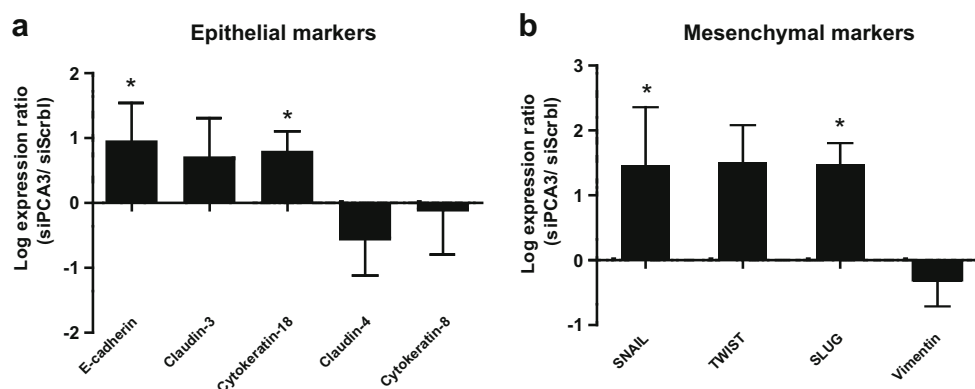 a
Epithelial markers
Log expression ratio
(siPCA3/ siScrbl)
2
1
0
-1
-2
*
*
E-cadherin
Claudin-3
Cytokeratin-18
Claudin-4
Cytokeratin-8
b
Mesenchymal markers
Log expression ratio
(siPCA3/ siScrbl)
3
2
1
0
-1
*
*
SNAIL
TWIST
SLUG
Vimentin